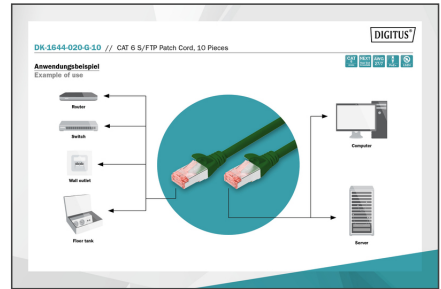 DIGITUS®
DK-1644-020-G-10 // CAT 6 S/FTP Patch Cord, 10 Pieces
Anwendungsbeispiel
Example of use
Router
Switch
Wall outlet
Floor tank
Computer
Server